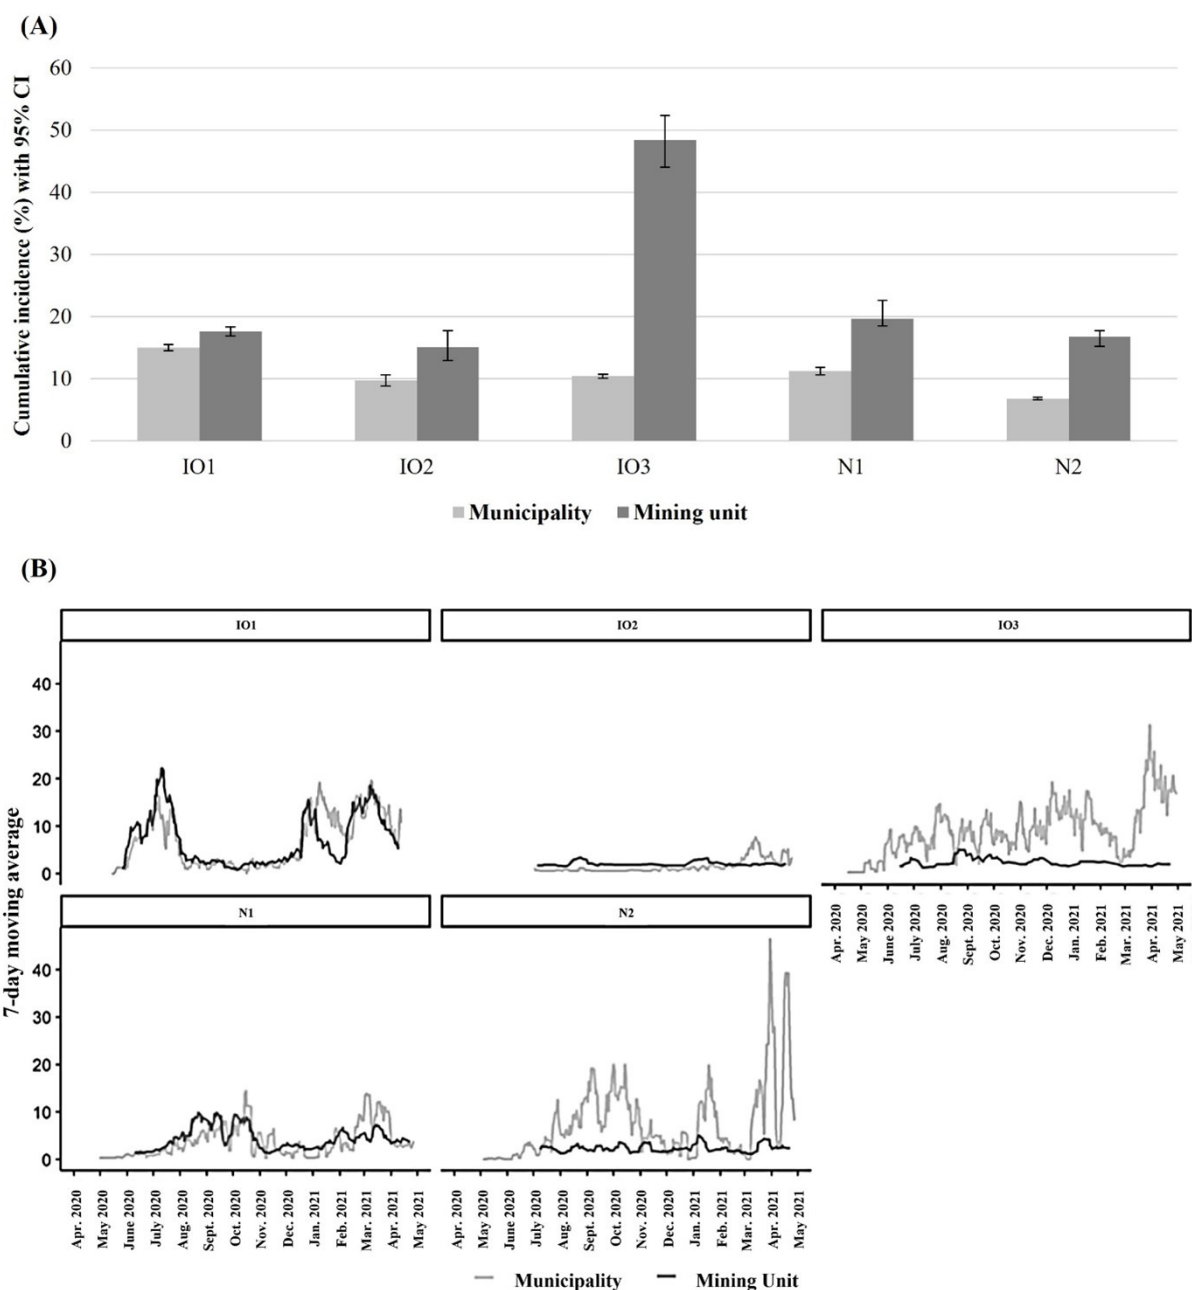 (A)
Cumulative incidence (%) with 95% CI
60
50
40
30
20
10
0
IO1 IO2 IO3 N1 N2
Municipality Mining unit
(B)
7-day moving average
IO1 IO2 IO3
40
30
20
10
0
Apr. 2020 May 2020 June 2020 July 2020 Aug. 2020 Sept. 2020 Oct. 2020 Nov. 2020 Dec. 2020 Jan. 2021 Feb. 2021 Mar. 2021 Apr. 2021 May 2021
N1 N2
40
30
20
10
0
Apr. 2020 May 2020 June 2020 July 2020 Aug. 2020 Sept. 2020 Oct. 2020 Nov. 2020 Dec. 2020 Jan. 2021 Feb. 2021 Mar. 2021 Apr. 2021 May 2021
Apr. 2020 May 2020 June 2020 July 2020 Aug. 2020 Sept. 2020 Oct. 2020 Nov. 2020 Dec. 2020 Jan. 2021 Feb. 2021 Mar. 2021 Apr. 2021 May 2021
Municipality Mining Unit